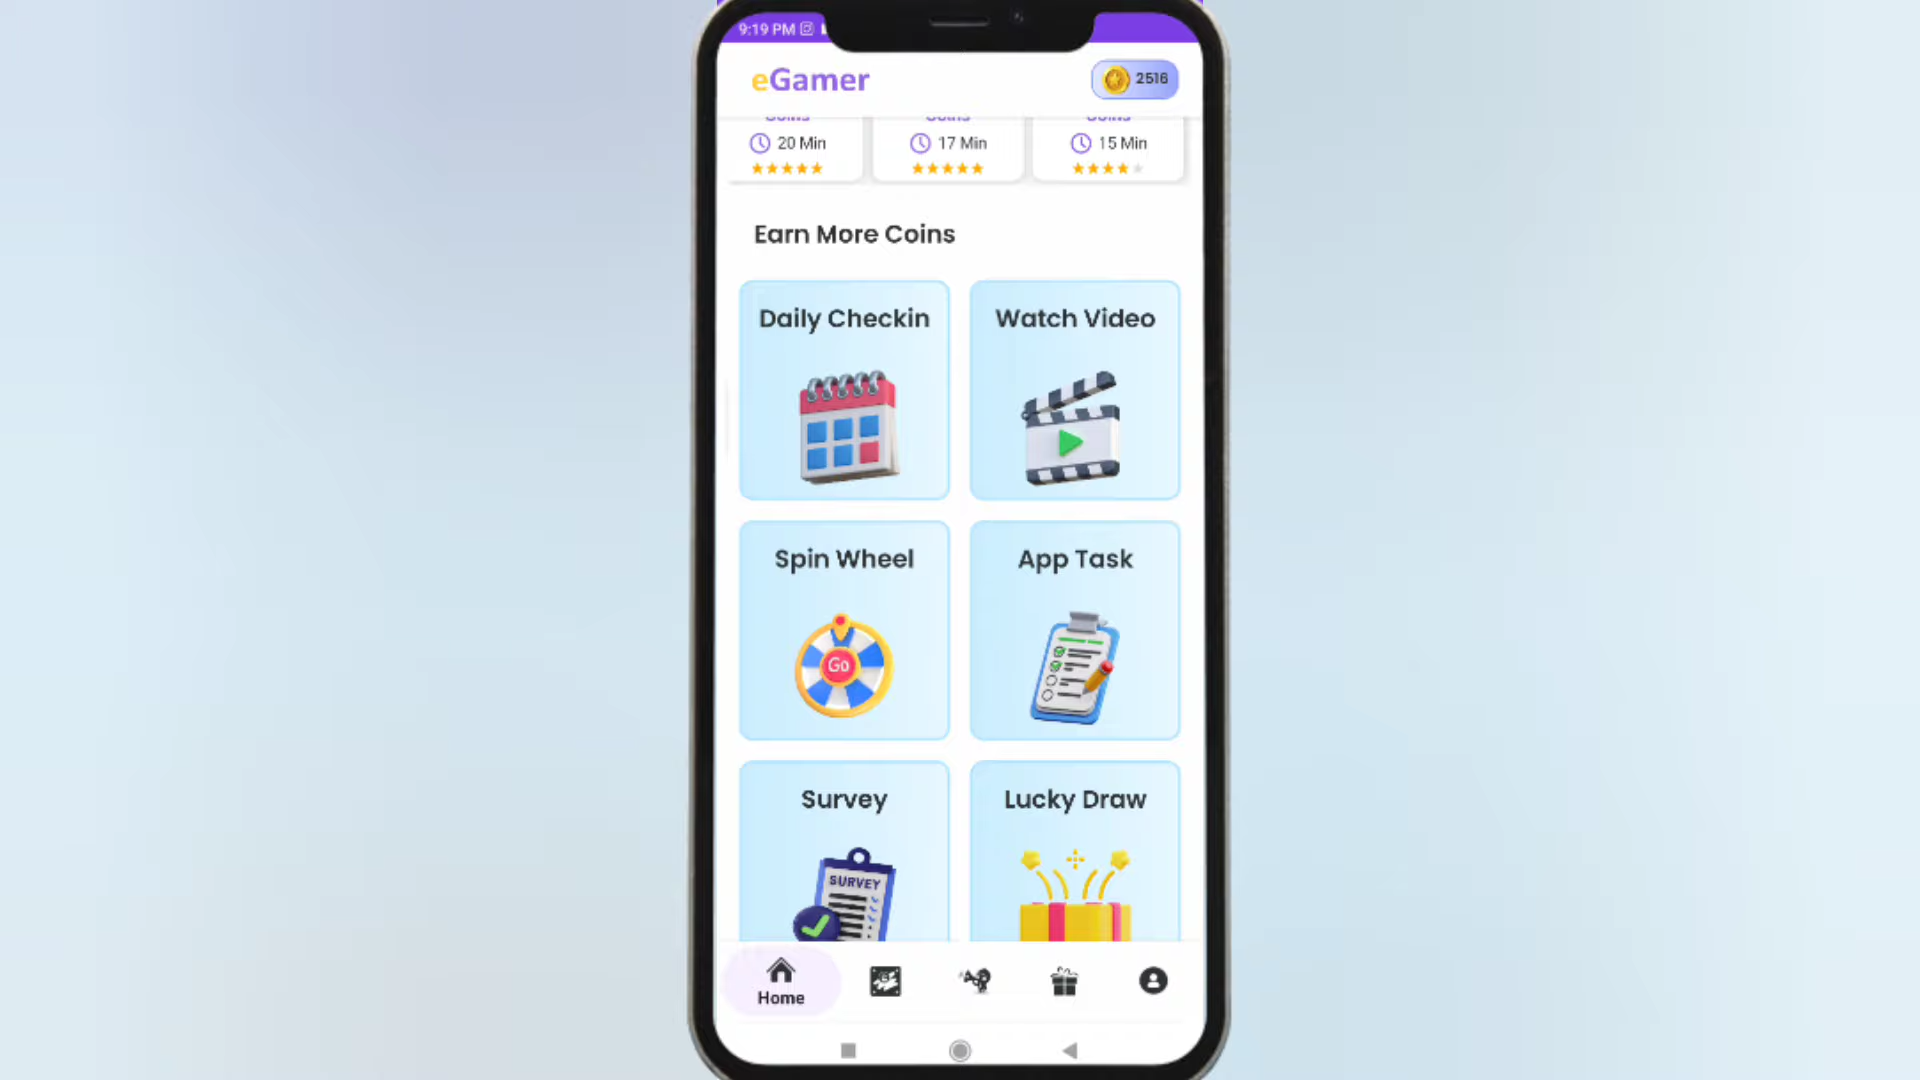 9:19 PM
eGamer
2516
Coins Coins Coins
20 Min 17 Min 15 Min
Earn More Coins
Daily Checkin Watch Video
Spin Wheel App Task
Go
Survey Lucky Draw
SURVEY
Home